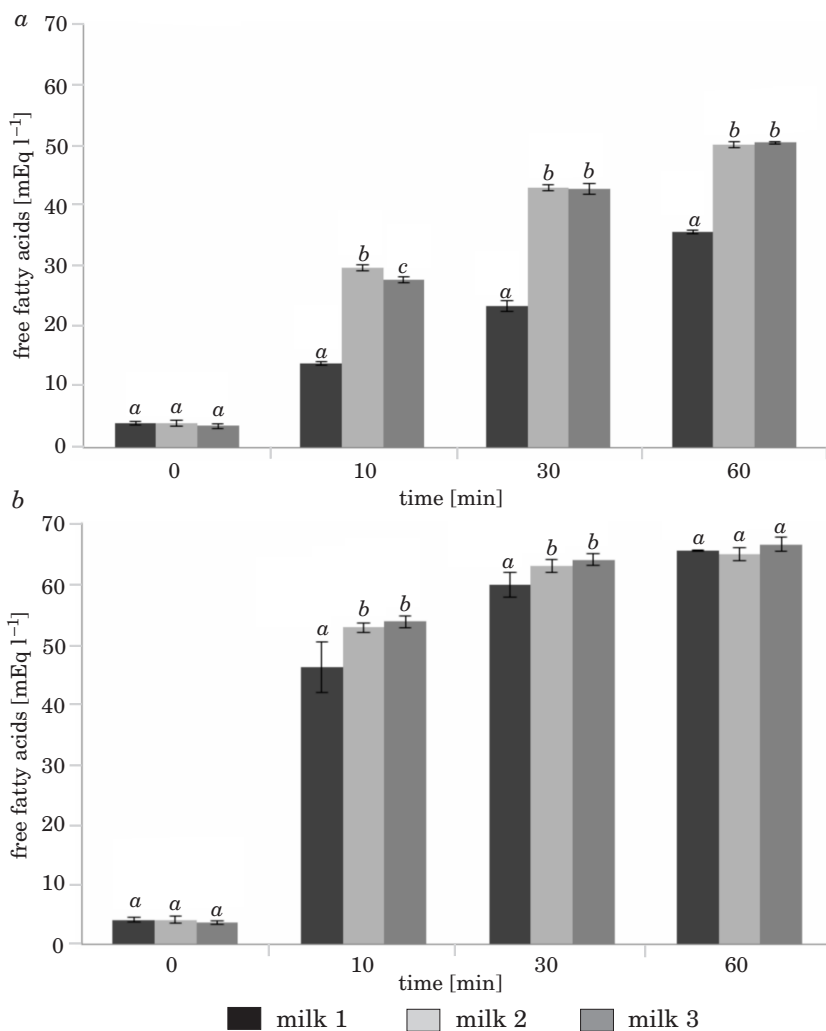 a
free fatty acids [mEq l⁻¹]
70
60
50
40
30
20
10
0
a a a
a b c
a b b
a b b
0 10 30 60
time [min]
b
free fatty acids [mEq l⁻¹]
70
60
50
40
30
20
10
0
a a a
a b b
a b b
a a a
0 10 30 60
time [min]
milk 1 milk 2 milk 3